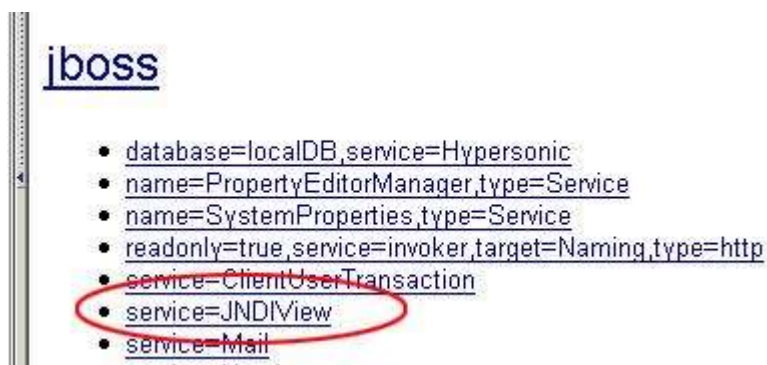 jboss
database=localDB,service=Hypersonic
name=PropertyEditorManager,type=Service
name=SystemProperties,type=Service
readonly=true,service=invoker,target=Naming,type=http
service=ClientUserTransaction
service=JNDIView
service=Mail